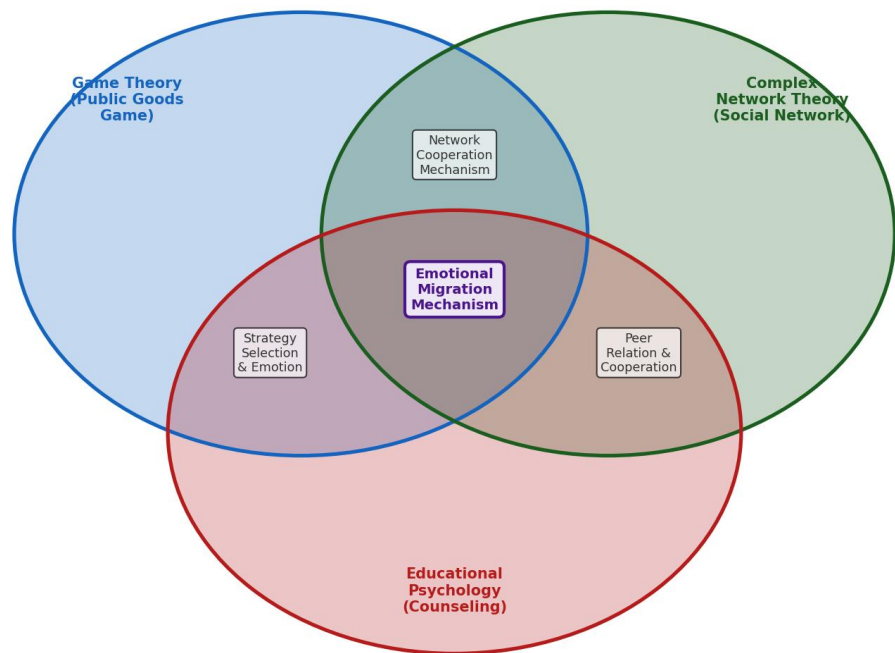 Game Theory
(Public Goods
Game)
Complex
Network Theory
(Social Network)
Network
Cooperation
Mechanism
Emotional
Migration
Mechanism
Strategy
Selection
& Emotion
Peer
Relation &
Cooperation
Educational
Psychology
(Counseling)